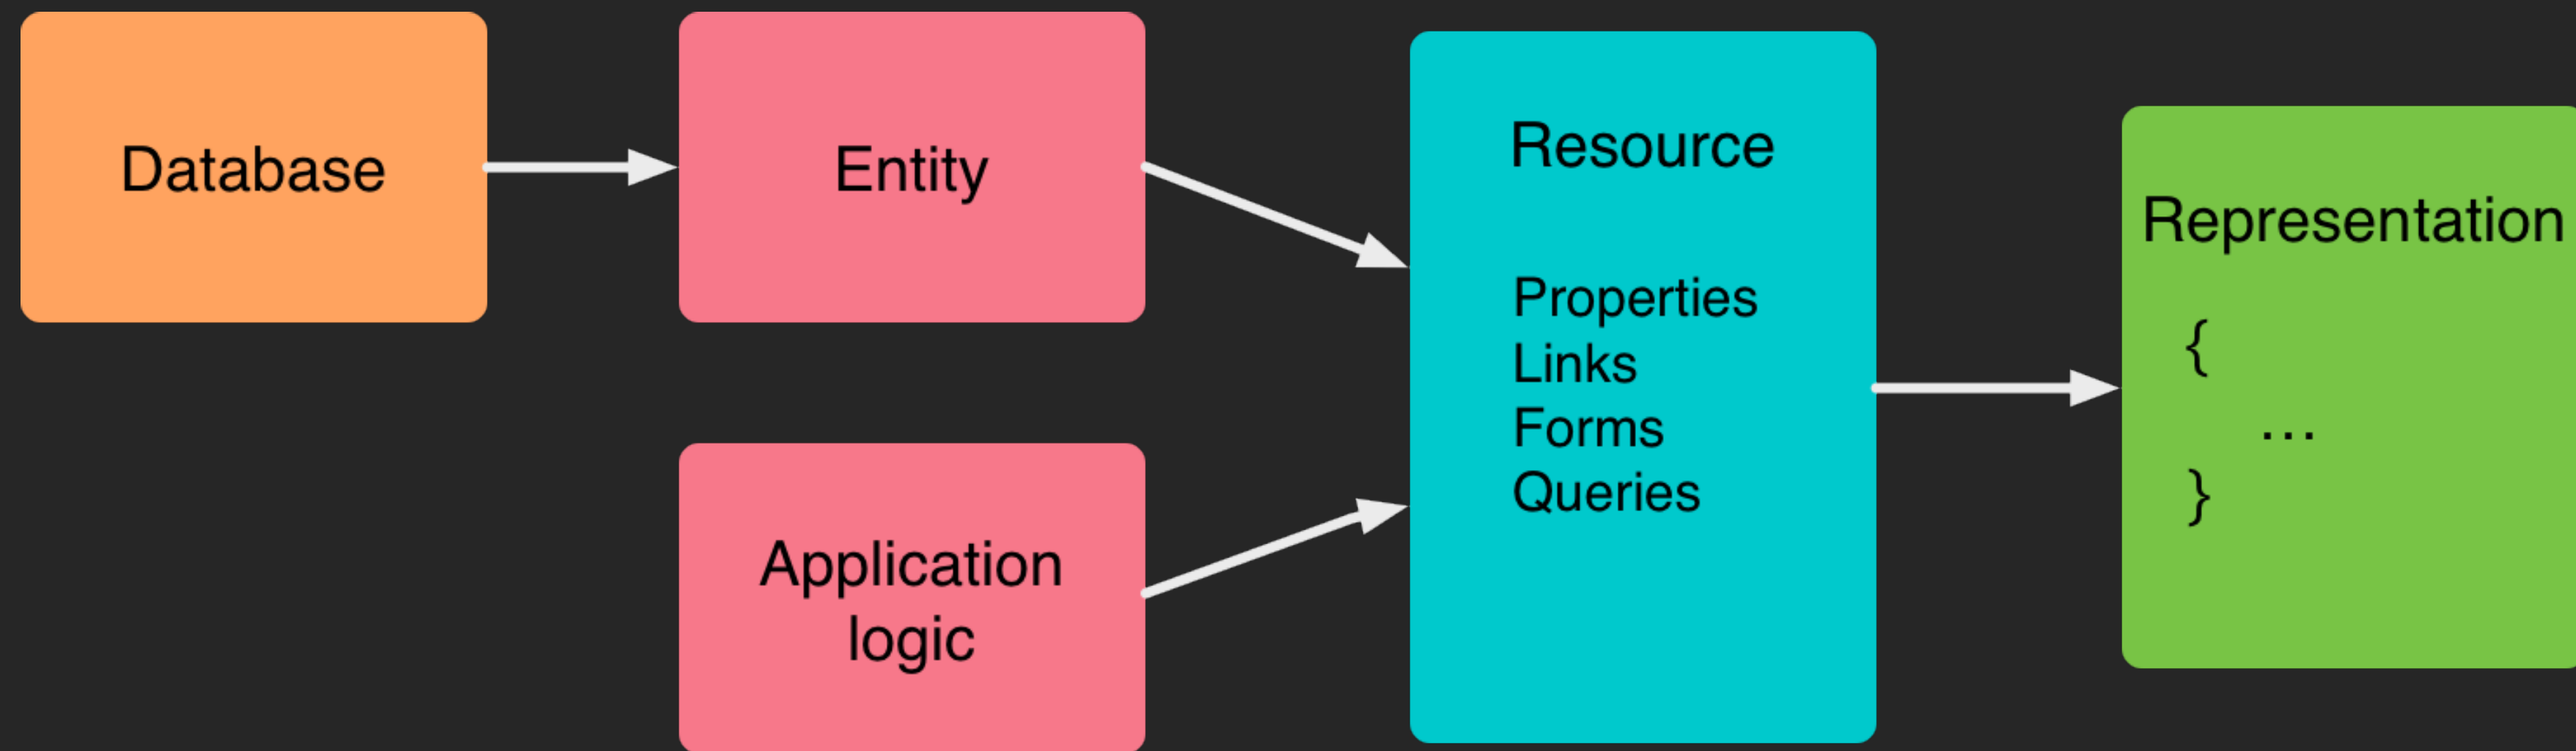 Database
Entity
Application
logic
Resource
Properties
Links
Forms
Queries
Representation
{
...
}